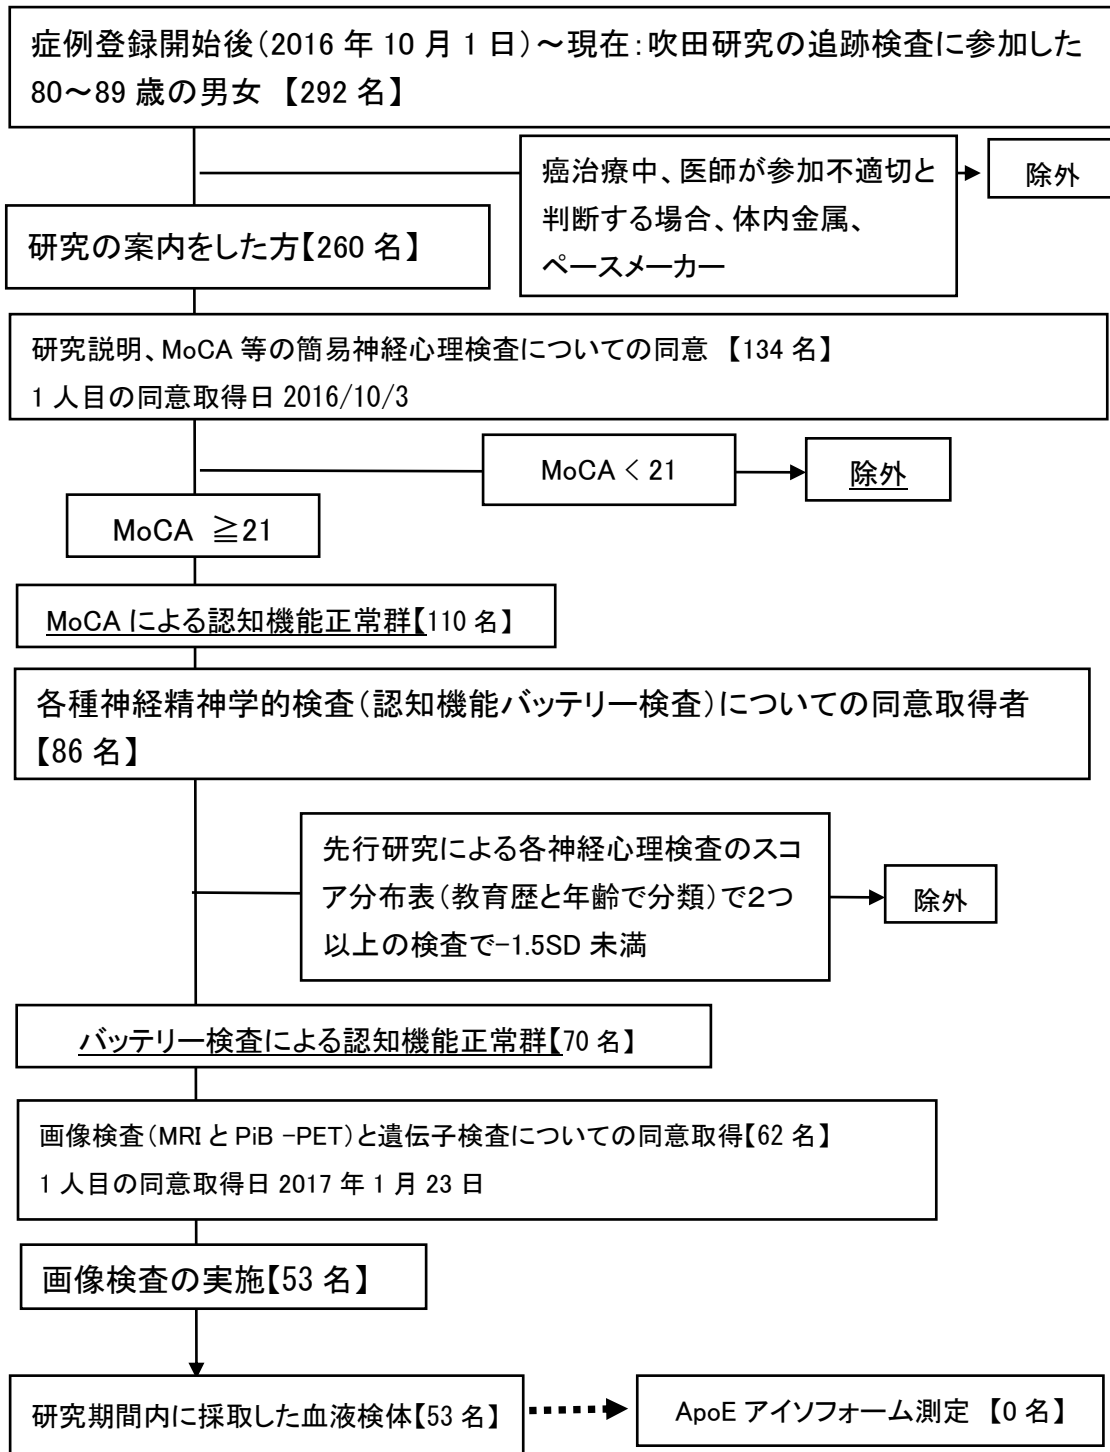 症例登録開始後(2016 年 10 月 1 日)～現在：吹田研究の追跡検査に参加した
80～89 歳の男女 【292 名】
癌治療中、医師が参加不適切と
判断する場合、体内金属、
ペースメーカー
除外
研究の案内をした方【260 名】
研究説明、MoCA 等の簡易神経心理検査についての同意 【134 名】
1 人目の同意取得日 2016/10/3
MoCA < 21
除外
MoCA ≧21
MoCA による認知機能正常群【110 名】
各種神経精神学的検査(認知機能バッテリー検査)についての同意取得者
【86 名】
先行研究による各神経心理検査のスコ
ア分布表(教育歴と年齢で分類)で2つ
以上の検査で-1.5SD 未満
除外
バッテリー検査による認知機能正常群【70 名】
画像検査(MRI と PiB -PET)と遺伝子検査についての同意取得【62 名】
1 人目の同意取得日 2017 年 1 月 23 日
画像検査の実施【53 名】
研究期間内に採取した血液検体【53 名】
ApoE アイソフォーム測定 【0 名】